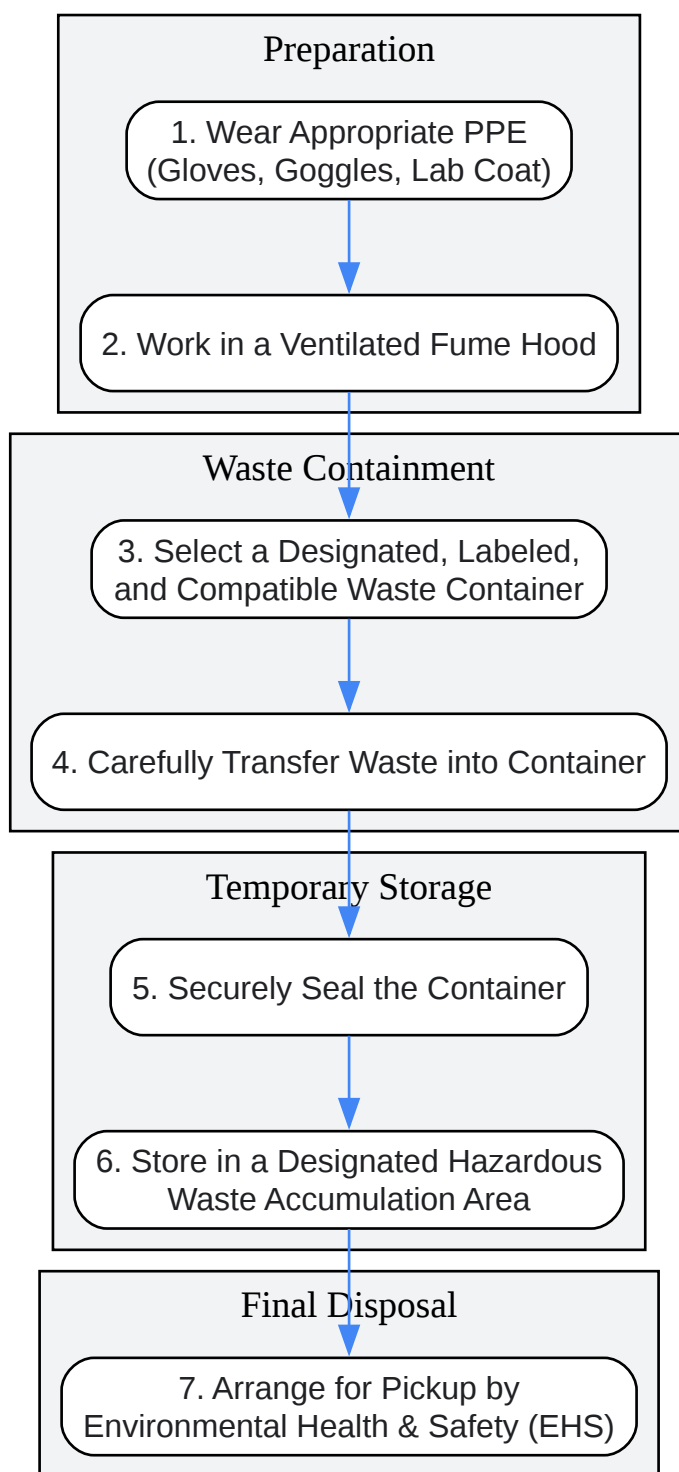 Preparation
1. Wear Appropriate PPE
(Gloves, Goggles, Lab Coat)
2. Work in a Ventilated Fume Hood
Waste Containment
3. Select a Designated, Labeled,
and Compatible Waste Container
4. Carefully Transfer Waste into Container
Temporary Storage
5. Securely Seal the Container
6. Store in a Designated Hazardous
Waste Accumulation Area
Final Disposal
7. Arrange for Pickup by
Environmental Health & Safety (EHS)